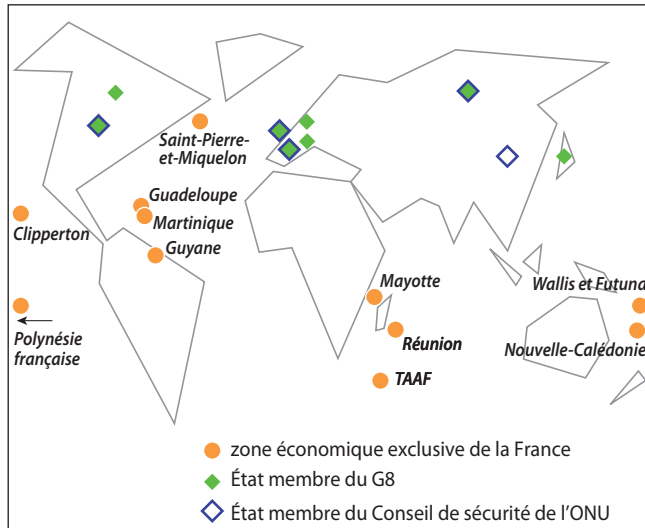 Saint-Pierre-
et-Miquelon
Guadeloupe
Martinique
Clipperton
Guyane
Mayotte
Wallis et Futuna
Polynésie
française
Réunion
Nouvelle-Calédonie
TAAF
zone économique exclusive de la France
État membre du G8
État membre du Conseil de sécurité de l'ONU